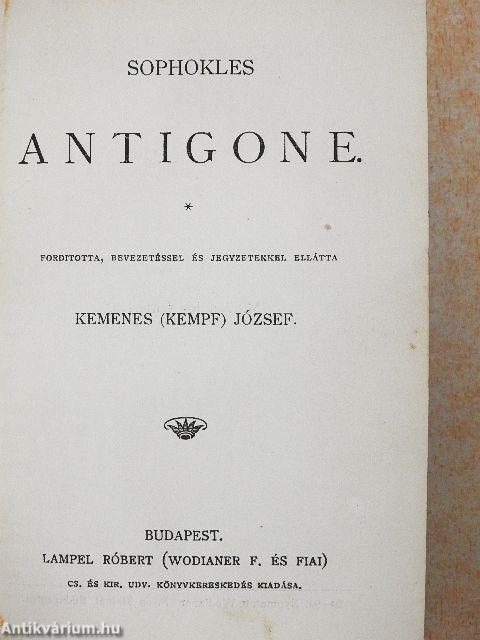 SOPHOKLES
ANTIGONE.
*
FORDITOTTA, BEVEZETÉSSEL ÉS JEGYZETEKKEL ELLÁTTA
KEMENES (KEMPF) JÓZSEF.
BUDAPEST.
LAMPEL RÓBERT (WODIANER F. ÉS FIAI)
CS. ÉS KIR. UDV. KÖNYVKERESKEDÉS KIADÁSA.
Antikvárium.hu